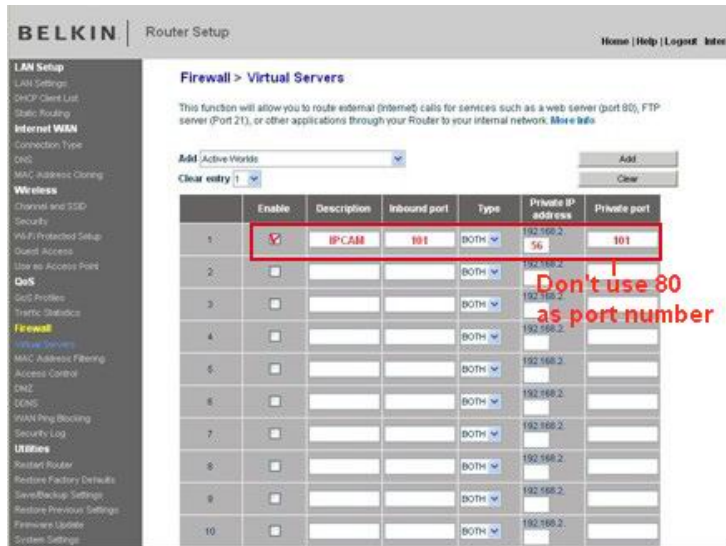 BELKIN
Router Setup
Home | Help | Logout Inter
LAN Setup
LAN Settings
DHCP Client List
Static Routing
Internet WAN
Connection Type
DNS
MAC Address Cloning
Wireless
Channel and SSID
Security
Wi-Fi Protected Setup
Guest Access
Use as Access Point
QoS
QoS Profiles
Traffic Statistics
Firewall
Virtual Servers
MAC Address Filtering
Access Control
DMZ
DDNS
WAN Ping Blocking
Security Log
Utilities
Restart Router
Restore Factory Defaults
Save/Backup Settings
Restore Previous Settings
Firmware Update
System Settings
Firewall > Virtual Servers
This function will allow you to route external (Internet) calls for services such as a web server (port 80), FTP
server (Port 21), or other applications through your Router to your internal network. More Info
Add Active Worlds Add
Clear entry 1 Clear
Enable Description Inbound port Type Private IP address Private port
1 IPCAM 101 BOTH 192.168.2. 56 101
2 BOTH 192.168.2.
Don't use 80
as port number
3 BOTH 192.168.2.
4 BOTH 192.168.2.
5 BOTH 192.168.2.
6 BOTH 192.168.2.
7 BOTH 192.168.2.
8 BOTH 192.168.2.
9 BOTH 192.168.2.
10 BOTH 192.168.2.